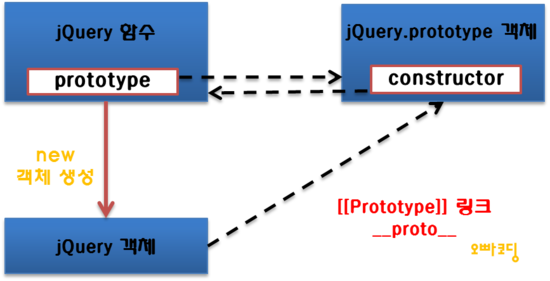 jQuery 함수
prototype
jQuery.prototype 객체
constructor
new
객체 생성
jQuery 객체
[[Prototype]] 링크
__proto__
오빠코딩